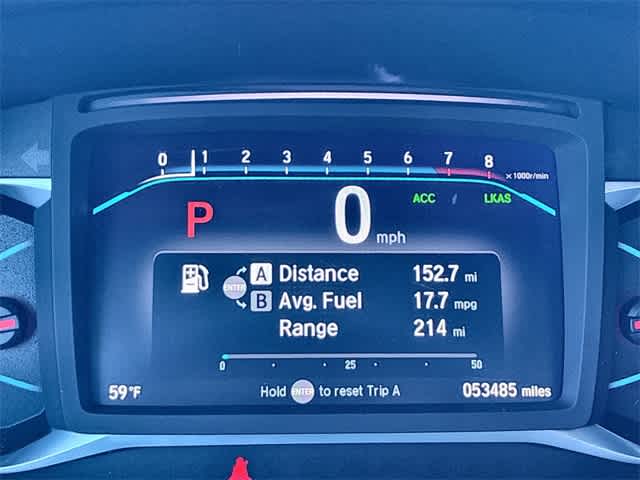 0 1 2 3 4 5 6 7 8
x1000r/min
P 0 mph ACC LKAS
A Distance 152.7 mi
ENTER
B Avg. Fuel 17.7 mpg
Range 214 mi
0 25 50
59°F Hold ENTER to reset Trip A 053485 miles